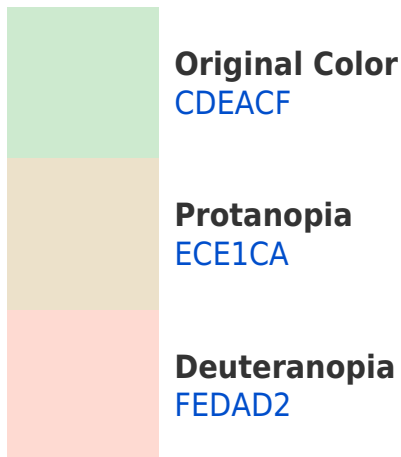 Original Color
CDEACF
Protanopia
ECE1CA
Deuteranopia
FEDAD2